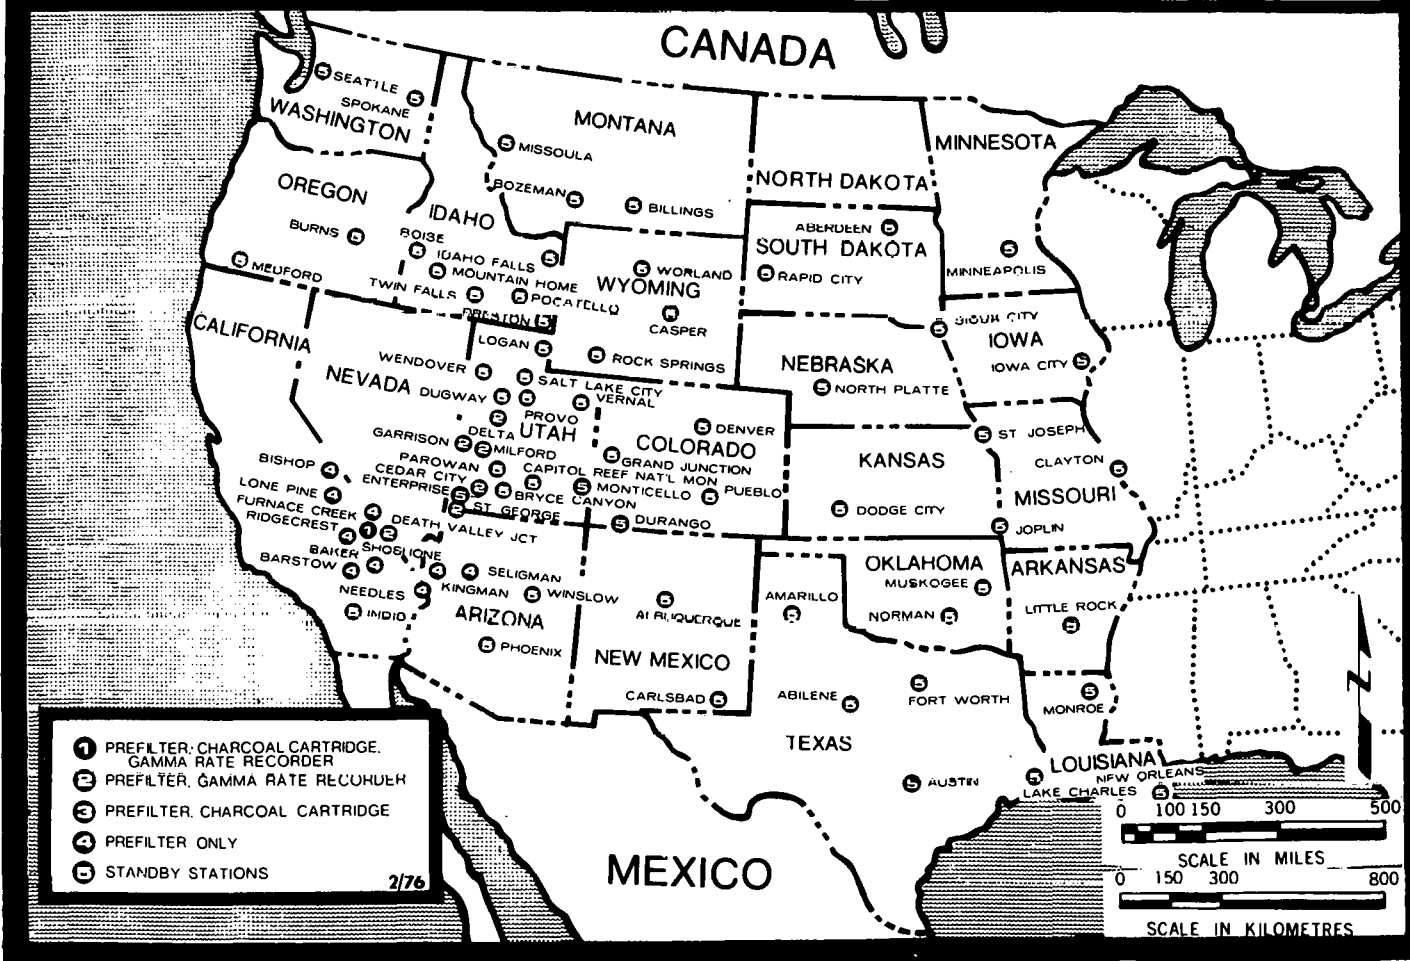 CANADA
SEATTLE
SPOKANE
WASHINGTON
MONTANA
MISSOULA
BOZEMAN
BILLINGS
NORTH DAKOTA
MINNESOTA
OREGON
BURNS
MEDFORD
IDAHO
BOISE
IDAHO FALLS
MOUNTAIN HOME
TWIN FALLS
POCATELLO
PRESTON
WYOMING
WORLAND
CASPER
ROCK SPRINGS
ABERDEEN
SOUTH DAKOTA
RAPID CITY
MINNEAPOLIS
SIOUX CITY
IOWA
IOWA CITY
NEBRASKA
NORTH PLATTE
CALIFORNIA
NEVADA
LOGAN
WENDOVER
SALT LAKE CITY
DUGWAY
VERNAL
PROVO
DELTA
UTAH
GARRISON
MILFORD
PAROWAN
CAPITOL REEF NAT'L MON
CEDAR CITY
ENTERPRISE
BRYCE CANYON
MONTICELLO
ST GEORGE
COLORADO
DENVER
GRAND JUNCTION
PUEBLO
DURANGO
KANSAS
DODGE CITY
ST JOSEPH
CLAYTON
MISSOURI
JOPLIN
BISHOP
LONE PINE
FURNACE CREEK
RIDGECREST
DEATH VALLEY JCT
SHOSHONE
BAKER
BARSTOW
NEEDLES
INDIO
KINGMAN
SELIGMAN
WINSLOW
ARIZONA
PHOENIX
ALBUQUERQUE
NEW MEXICO
CARLSBAD
AMARILLO
OKLAHOMA
MUSKOGEE
NORMAN
ARKANSAS
LITTLE ROCK
ABILENE
FORT WORTH
TEXAS
AUSTIN
MONROE
LOUISIANA
NEW ORLEANS
LAKE CHARLES
MEXICO
N
1 PREFILTER, CHARCOAL CARTRIDGE,
GAMMA RATE RECORDER
2 PREFILTER, GAMMA RATE RECORDER
3 PREFILTER, CHARCOAL CARTRIDGE
4 PREFILTER ONLY
5 STANDBY STATIONS
2/76
0 100 150 300 500
SCALE IN MILES
0 150 300 800
SCALE IN KILOMETRES